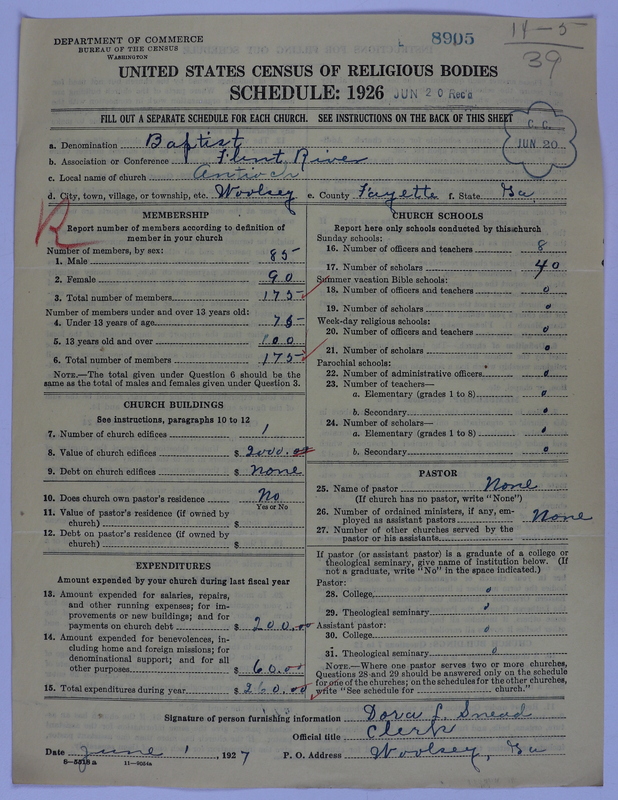 DEPARTMENT OF COMMERCE
BUREAU OF THE CENSUS
WASHINGTON
L 8905
14-5
39
UNITED STATES CENSUS OF RELIGIOUS BODIES
SCHEDULE: 1926 JUN 20 Rec'd
FILL OUT A SEPARATE SCHEDULE FOR EACH CHURCH. SEE INSTRUCTIONS ON THE BACK OF THIS SHEET
C. C.
JUN 20
a. Denomination Baptist
b. Association or Conference Flint River
c. Local name of church Antioch
d. City, town, village, or township, etc. Woolsey e. County Fayette f. State Ga.
R
MEMBERSHIP
Report number of members according to definition of
member in your church
Number of members, by sex:
1. Male 85
2. Female 90
3. Total number of members 175
Number of members under and over 13 years old:
4. Under 13 years of age 75
5. 13 years old and over 100
6. Total number of members 175
NOTE.—The total given under Question 6 should be
same as the total of males and females given under Question 3.
CHURCH BUILDINGS
See instructions, paragraphs 10 to 12
7. Number of church edifices 1
8. Value of church edifices $ 2000.00
9. Debt on church edifices $ None
10. Does church own pastor's residence No
Yes or No
11. Value of pastor's residence (if owned by
church) $
12. Debt on pastor's residence (if owned by
church) $
EXPENDITURES
Amount expended by your church during last fiscal year
13. Amount expended for salaries, repairs,
and other running expenses; for im-
provements or new buildings; and for
payments on church debt $ 200.00
14. Amount expended for benevolences, in-
cluding home and foreign missions; for
denominational support; and for all
other purposes $ 60.00
15. Total expenditures during year $ 260.00
CHURCH SCHOOLS
Report here only schools conducted by this church
Sunday schools:
16. Number of officers and teachers 8
17. Number of scholars 40
Summer vacation Bible schools:
18. Number of officers and teachers 0
19. Number of scholars 0
Week-day religious schools:
20. Number of officers and teachers 0
21. Number of scholars 0
Parochial schools:
22. Number of administrative officers 0
23. Number of teachers—
a. Elementary (grades 1 to 8) 0
b. Secondary 0
24. Number of scholars—
a. Elementary (grades 1 to 8) 0
b. Secondary 0
PASTOR
25. Name of pastor None
(If church has no pastor, write "None")
26. Number of ordained ministers, if any, em-
ployed as assistant pastors None
27. Number of other churches served by the
pastor or his assistants
If pastor (or assistant pastor) is a graduate of a college or
theological seminary, give name of institution below. (If
not a graduate, write "No" in the space indicated.)
Pastor:
28. College, 0
29. Theological seminary 0
Assistant pastor:
30. College 0
31. Theological seminary 0
NOTE.—Where one pastor serves two or more churches,
Questions 28 and 29 should be answered only on the schedule
for one of the churches; on the schedules for the other churches,
write "See schedule for church."
Signature of person furnishing information Dora L. Snead
Official title Clerk
Date June 1, 1927 P. O. Address Woolsey, Ga
11—9034a